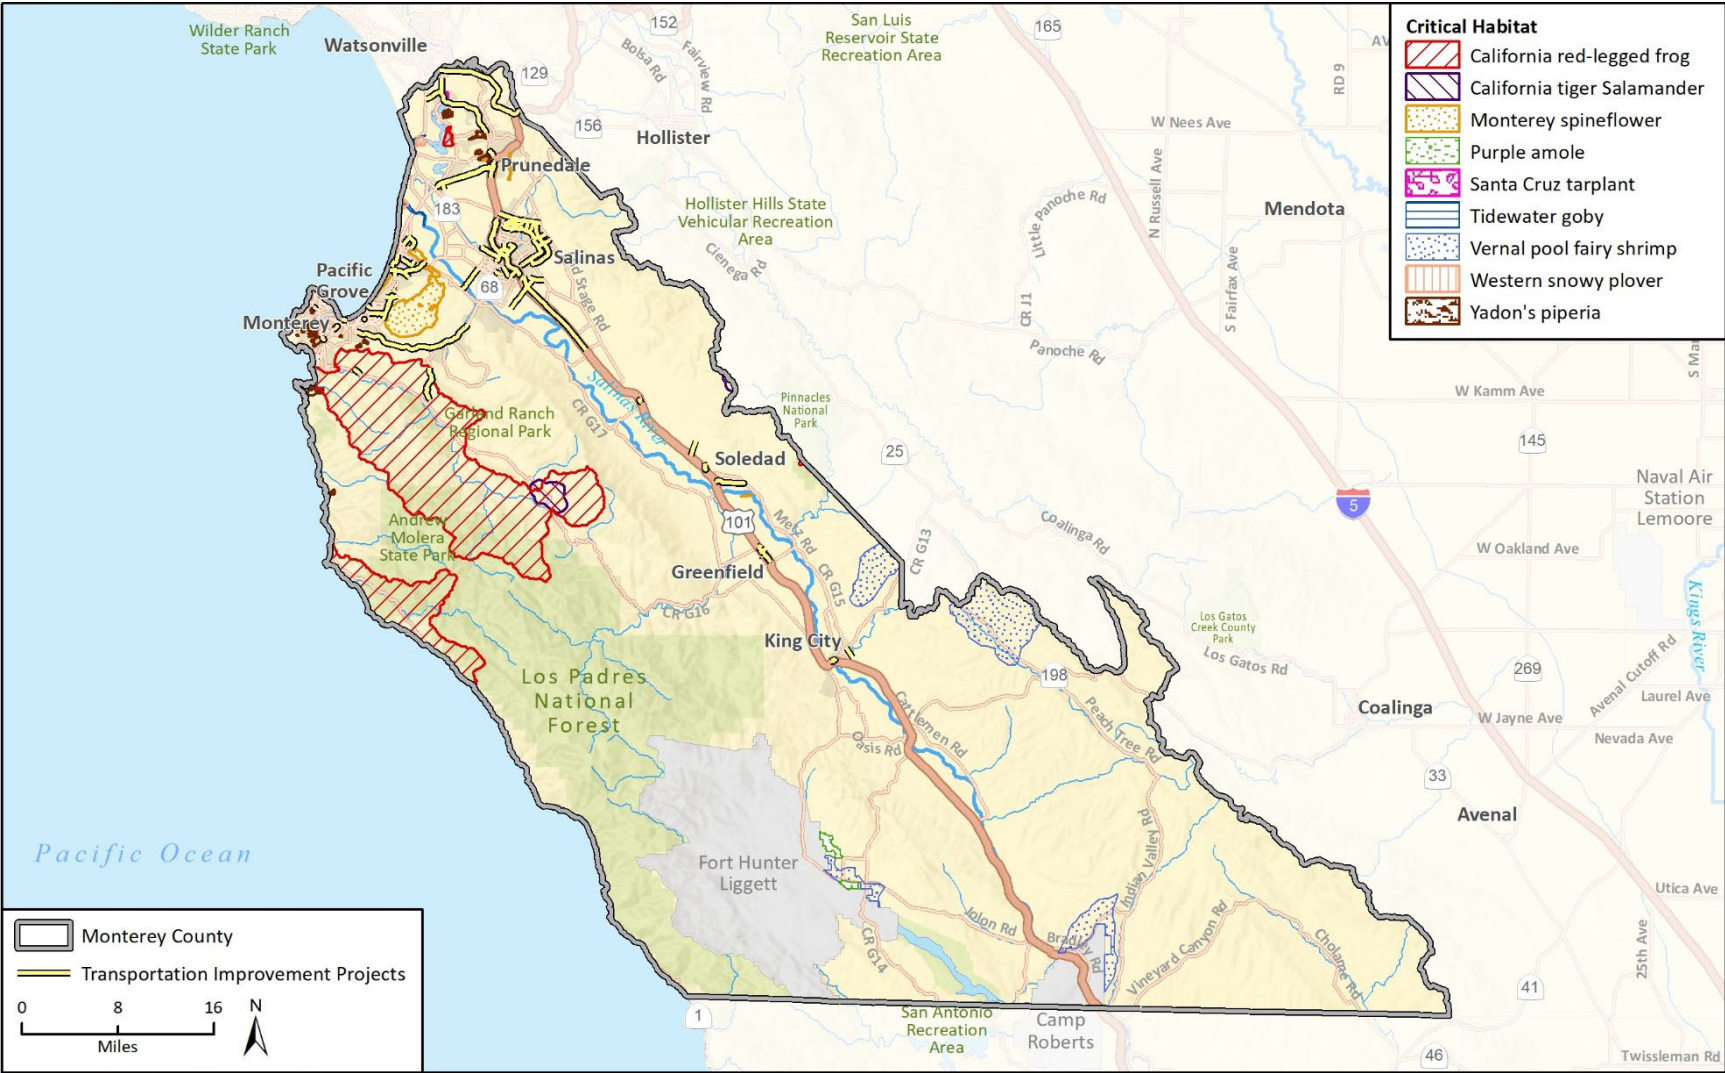 Wilder Ranch
State Park
Watsonville
152
Bolsa Rd
Fairview Rd
San Luis
Reservoir State
Recreation Area
165
AV
RD 9
129
156
Hollister
W Nees Ave
Prunedale
183
Hollister Hills State
Vehicular Recreation
Area
Cienega Rd
Little Panoche Rd
N Russell Ave
Mendota
Salinas
d Stage Rd
Pacific
Grove
68
Monterey
CR J1
Panoche Rd
S Fairfax Ave
S Ma
Salinas River
CR G17
Garland Ranch
Regional Park
Pinnacles
National
Park
W Kamm Ave
145
25
Soledad
101
Metz Rd
Naval Air
Station
Lemoore
5
Andrew
Molera
State Park
Coalinga Rd
CR G13
W Oakland Ave
Greenfield
CR G15
CR G16
Kings River
King City
Los Gatos
Creek County
Park
Los Gatos Rd
198
269
Avenal Cutoff Rd
Laurel Ave
Los Padres
National
Forest
Cattlemen Rd
Oasis Rd
Peach Tree Rd
Coalinga
W Jayne Ave
Nevada Ave
33
Avenal
Pacific Ocean
Fort Hunter
Liggett
Indian Valley Rd
Utica Ave
Jolon Rd
Bradley Rd
CR G14
Vineyard Canyon Rd
Cholame Rd
25th Ave
41
1
San Antonio
Recreation
Area
Camp
Roberts
46
Twissleman Rd
Critical Habitat
California red-legged frog
California tiger Salamander
Monterey spineflower
Purple amole
Santa Cruz tarplant
Tidewater goby
Vernal pool fairy shrimp
Western snowy plover
Yadon's piperia
Monterey County
Transportation Improvement Projects
0 8 16
Miles
N